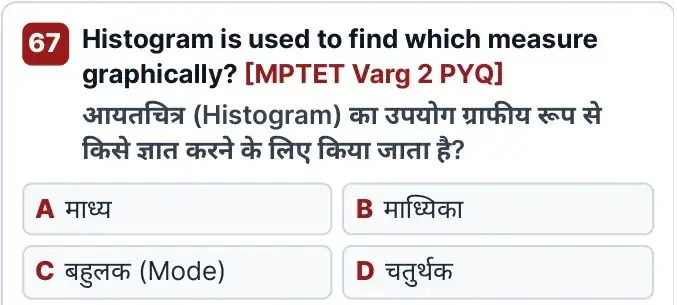 67 Histogram is used to find which measure
graphically? [MPTET Varg 2 PYQ]
आयतचित्र (Histogram) का उपयोग ग्राफीय रूप से
किसे ज्ञात करने के लिए किया जाता है?
A माध्य
B माध्यिका
C बहुलक (Mode)
D चतुर्थक